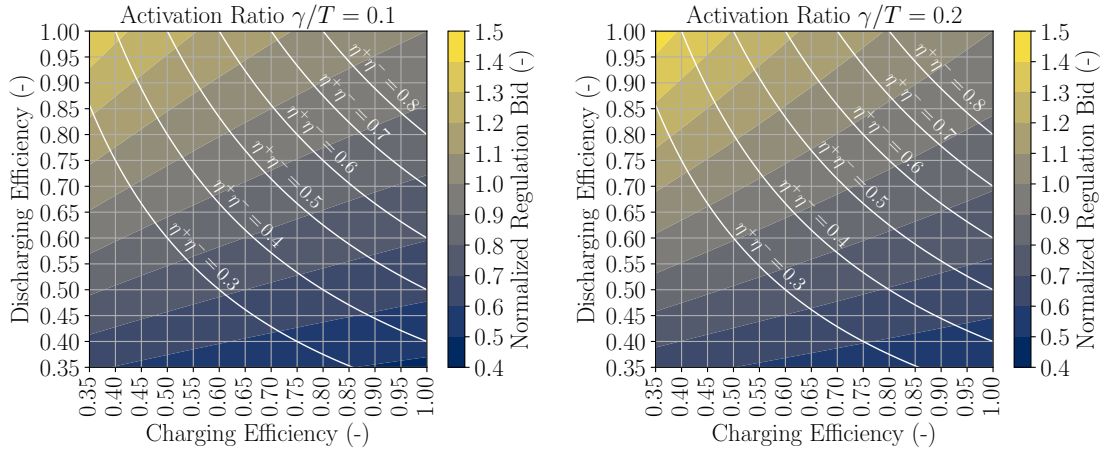 Activation Ratio γ/T = 0.1
Discharging Efficiency (-)
1.00
0.95
0.90
0.85
0.80
0.75
0.70
0.65
0.60
0.55
0.50
0.45
0.40
0.35
η⁺η⁻ = 0.8
η⁺η⁻ = 0.7
η⁺η⁻ = 0.6
η⁺η⁻ = 0.5
η⁺η⁻ = 0.4
η⁺η⁻ = 0.3
0.35 0.40 0.45 0.50 0.55 0.60 0.65 0.70 0.75 0.80 0.85 0.90 0.95 1.00
Charging Efficiency (-)
1.5
1.4
1.3
1.2
1.1
1.0
0.9
0.8
0.7
0.6
0.5
0.4
Normalized Regulation Bid (-)
Activation Ratio γ/T = 0.2
Discharging Efficiency (-)
1.00
0.95
0.90
0.85
0.80
0.75
0.70
0.65
0.60
0.55
0.50
0.45
0.40
0.35
η⁺η⁻ = 0.8
η⁺η⁻ = 0.7
η⁺η⁻ = 0.6
η⁺η⁻ = 0.5
η⁺η⁻ = 0.4
η⁺η⁻ = 0.3
0.35 0.40 0.45 0.50 0.55 0.60 0.65 0.70 0.75 0.80 0.85 0.90 0.95 1.00
Charging Efficiency (-)
1.5
1.4
1.3
1.2
1.1
1.0
0.9
0.8
0.7
0.6
0.5
0.4
Normalized Regulation Bid (-)